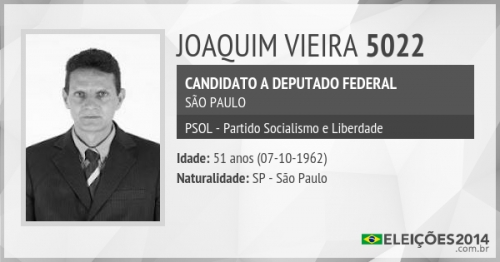 JOAQUIM VIEIRA 5022
CANDIDATO A DEPUTADO FEDERAL
SÃO PAULO
PSOL - Partido Socialismo e Liberdade
Idade: 51 anos (07-10-1962)
Naturalidade: SP - São Paulo
ELEIÇÕES2014
.com.br